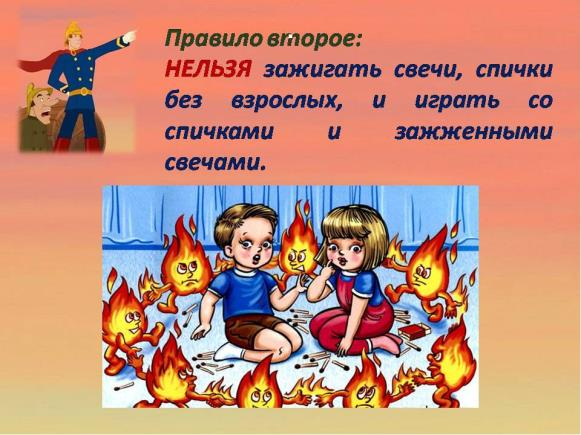 Правило второе:
НЕЛЬЗЯ зажигать свечи, спички
без взрослых, и играть со
спичками и зажженными
свечами.